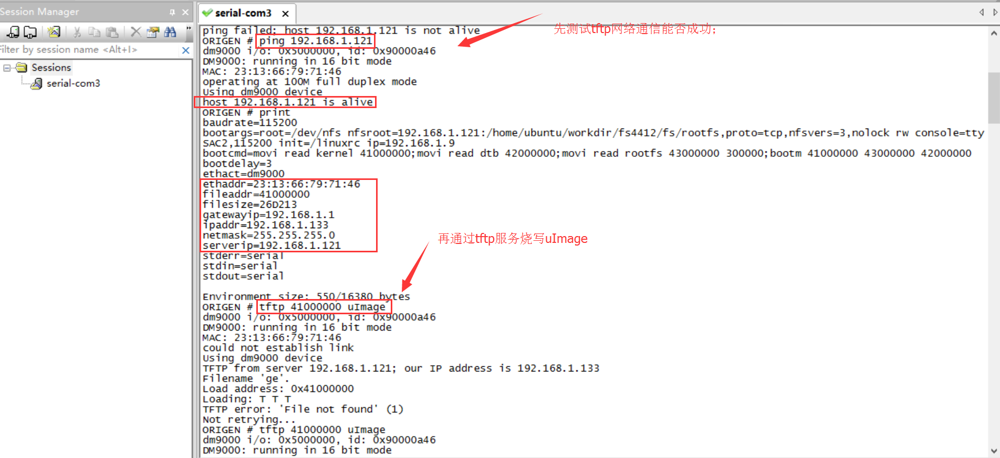 Session Manager
Filter by session name <Alt+I>
Sessions
serial-com3
serial-com3
ping failed; host 192.168.1.121 is not alive
ORIGEN # ping 192.168.1.121
dm9000 i/o: 0x5000000, id: 0x90000a46
DM9000: running in 16 bit mode
MAC: 23:13:66:79:71:46
operating at 100M full duplex mode
Using dm9000 device
host 192.168.1.121 is alive
ORIGEN # print
baudrate=115200
bootargs=root=/dev/nfs nfsroot=192.168.1.121:/home/ubuntu/workdir/fs4412/fs/rootfs,proto=tcp,nfsvers=3,nolock rw console=tty
SAC2,115200 init=/linuxrc ip=192.168.1.9
bootcmd=movi read kernel 41000000;movi read dtb 42000000;movi read rootfs 43000000 300000;bootm 41000000 43000000 42000000
bootdelay=3
ethact=dm9000
ethaddr=23:13:66:79:71:46
fileaddr=41000000
filesize=26D213
gatewayip=192.168.1.1
ipaddr=192.168.1.133
netmask=255.255.255.0
serverip=192.168.1.121
stderr=serial
stdin=serial
stdout=serial
Environment size: 550/16380 bytes
ORIGEN # tftp 41000000 uImage
dm9000 i/o: 0x5000000, id: 0x90000a46
DM9000: running in 16 bit mode
MAC: 23:13:66:79:71:46
could not establish link
Using dm9000 device
TFTP from server 192.168.1.121; our IP address is 192.168.1.133
Filename 'ge'.
Load address: 0x41000000
Loading: T T T
TFTP error: 'File not found' (1)
Not retrying...
ORIGEN # tftp 41000000 uImage
dm9000 i/o: 0x5000000, id: 0x90000a46
DM9000: running in 16 bit mode
先测试tftp网络通信能否成功；
再通过tftp服务烧写uImage